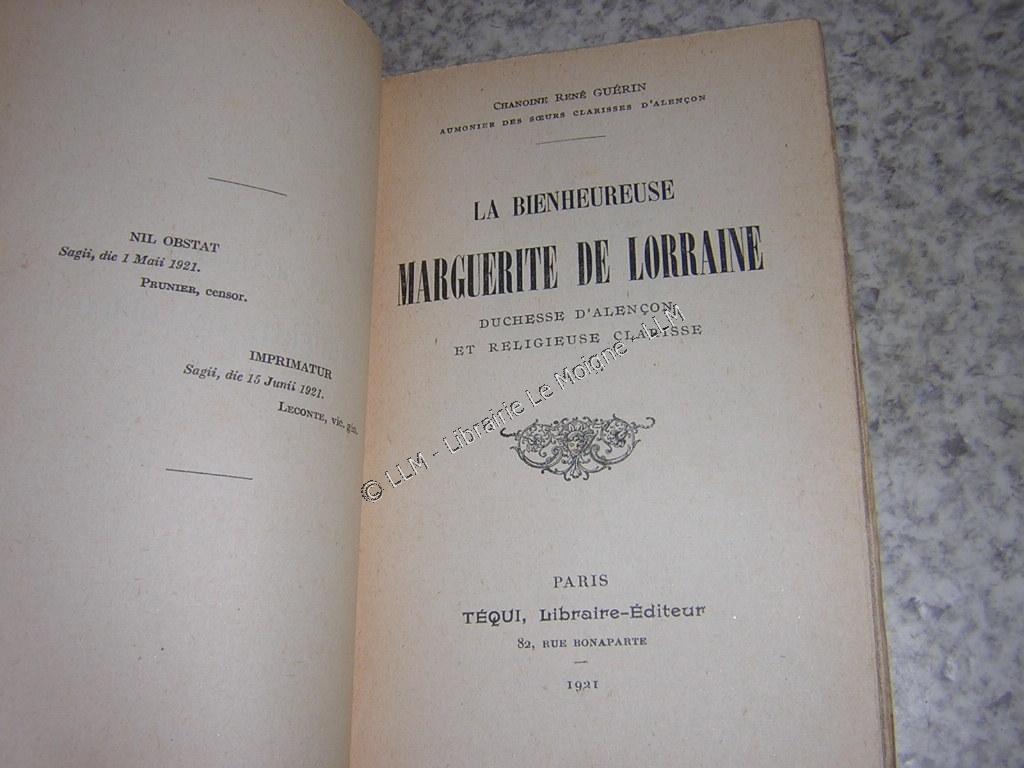 NIL OBSTAT
Sagii, die 1 Maii 1921.
PRUNIER, censor.
IMPRIMATUR
Sagii, die 15 Junii 1921.
LECONTE, vic. gén.
CHANOINE RENÉ GUÉRIN
AUMONIER DES SŒURS CLARISSES D'ALENÇON
LA BIENHEUREUSE
MARGUERITE DE LORRAINE
DUCHESSE D'ALENÇON
ET RELIGIEUSE CLARISSE
© LLM - Librairie Le Moigne - LLM
PARIS
TÉQUI, Libraire-Éditeur
82, RUE BONAPARTE
1921